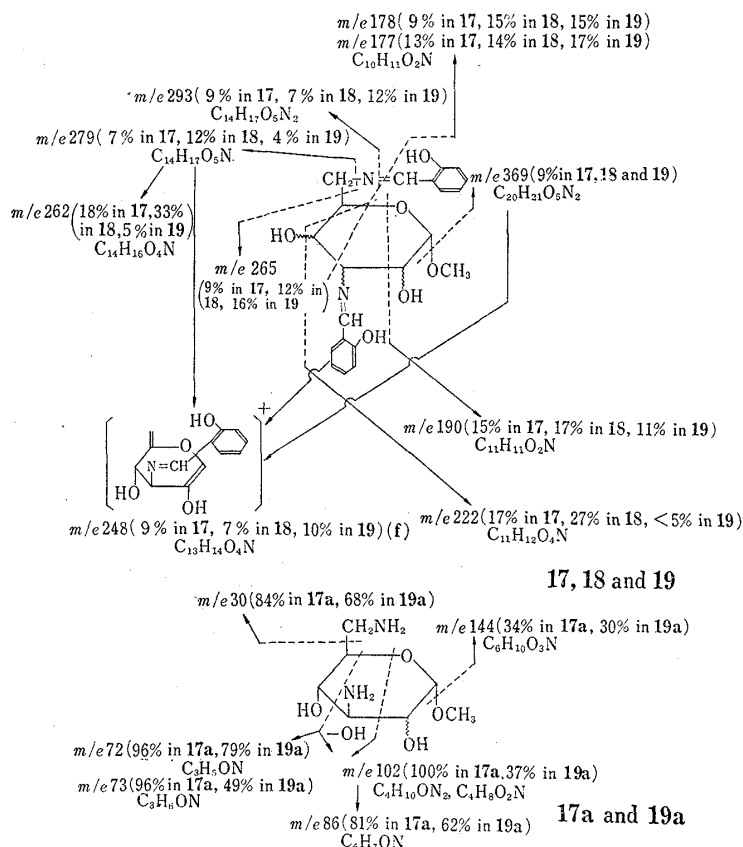 m/e 178( 9% in 17, 15% in 18, 15% in 19)
m/e 177(13% in 17, 14% in 18, 17% in 19)
C10H11O2N
m/e 293( 9% in 17, 7% in 18, 12% in 19)
C14H17O5N2
m/e 279( 7% in 17, 12% in 18, 4% in 19)
C14H17O5N
m/e 262(18% in 17, 33%
in 18, 5% in 19)
C14H16O4N
HO
CH2-N=CH
m/e 369(9% in 17, 18 and 19)
C20H21O5N2
O
HO
m/e 265
(9% in 17, 12% in
18, 16% in 19
OCH3
N
OH
CH
OH
+
HO
O
N=CH
HO
OH
m/e 190(15% in 17, 17% in 18, 11% in 19)
C11H11O2N
m/e 248( 9% in 17, 7% in 18, 10% in 19)(f)
C13H14O4N
m/e 222(17% in 17, 27% in 18, <5% in 19)
C11H12O4N
17, 18 and 19
m/e 30(84% in 17a, 68% in 19a)
CH2NH2
m/e 144(34% in 17a, 30% in 19a)
C6H10O3N
O
NH2
HO
OCH3
OH
OH
m/e 72(96% in 17a, 79% in 19a)
C3H5ON
m/e 73(96% in 17a, 49% in 19a)
C3H6ON
m/e 102(100% in 17a, 37% in 19a)
C4H10ON2, C4H8O2N
17a and 19a
m/e 86(81% in 17a, 62% in 19a)